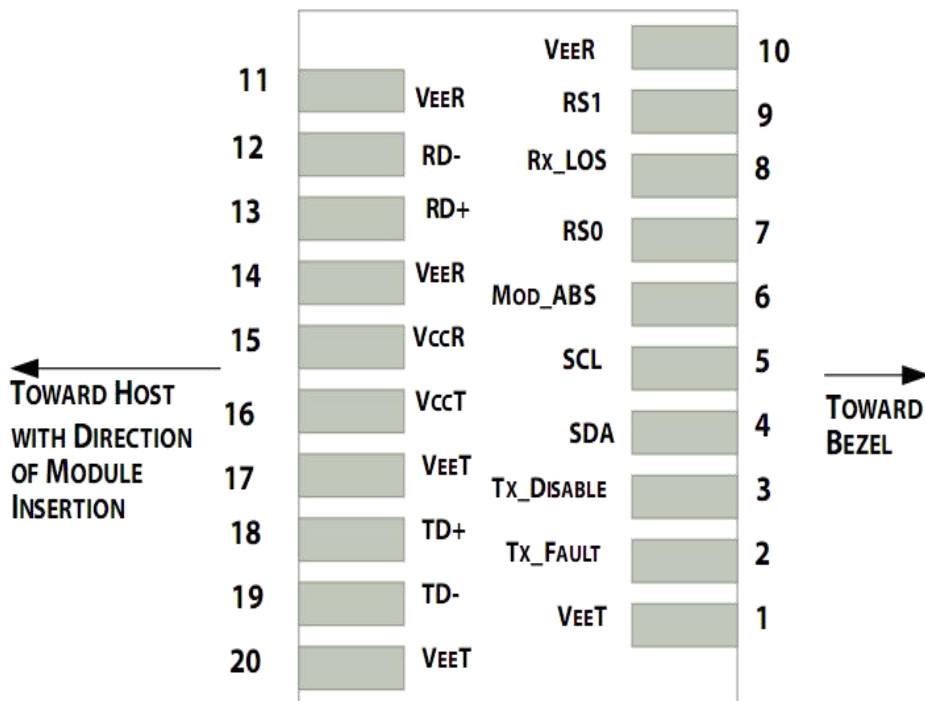 11 VEER
12 RD-
13 RD+
14 VEER
15 VCCR
16 VCCT
17 VEET
18 TD+
19 TD-
20 VEET
VEER 10
RS1 9
RX_LOS 8
RS0 7
MOD_ABS 6
SCL 5
SDA 4
TX_DISABLE 3
TX_FAULT 2
VEET 1
TOWARD HOST
WITH DIRECTION
OF MODULE
INSERTION
TOWARD
BEZEL